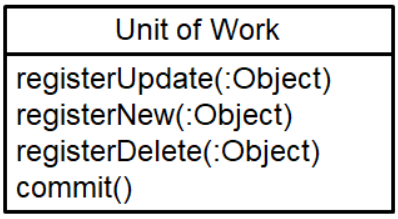 Unit of Work
registerUpdate(:Object)
registerNew(:Object)
registerDelete(:Object)
commit()